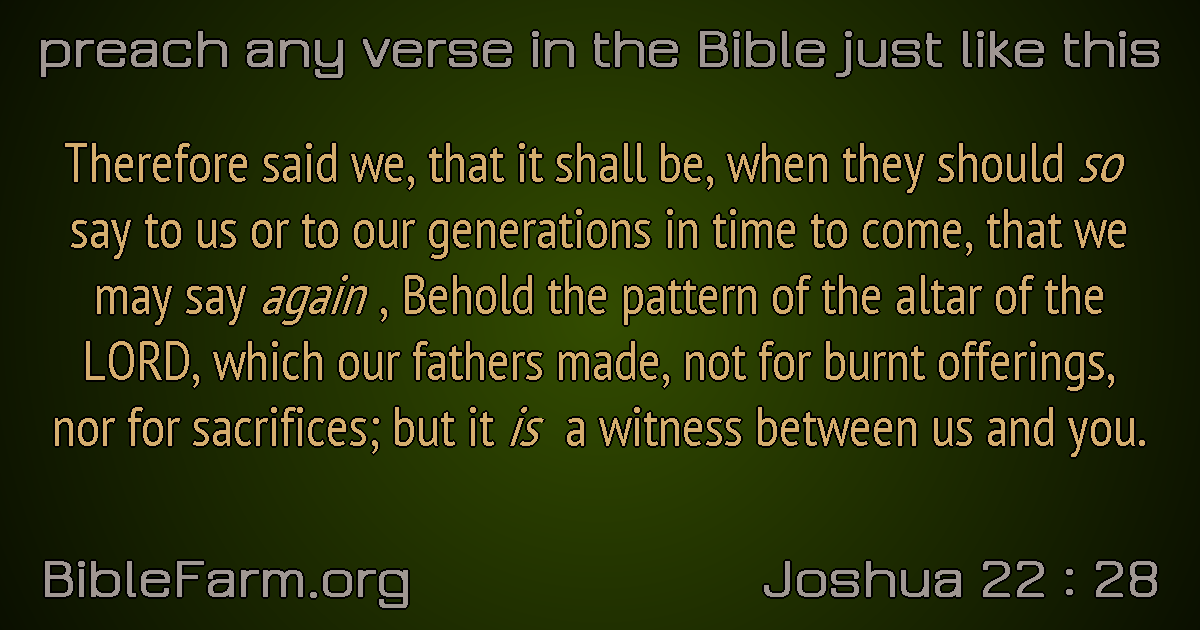 preach any verse in the Bible just like this
Therefore said we, that it shall be, when they should so
say to us or to our generations in time to come, that we
may say again , Behold the pattern of the altar of the
LORD, which our fathers made, not for burnt offerings,
nor for sacrifices; but it is a witness between us and you.
BibleFarm.org
Joshua 22 : 28